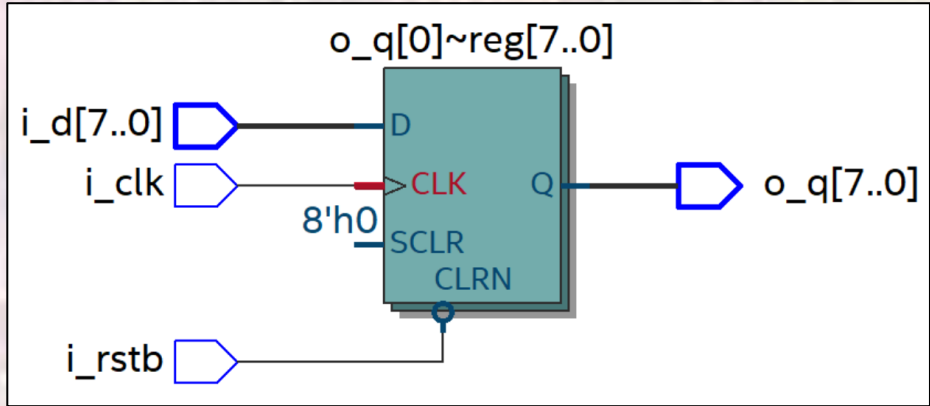 o_q[0]~reg[7..0]
i_d[7..0]
D
i_clk
CLK
Q
o_q[7..0]
8'h0
SCLR
CLRN
i_rstb